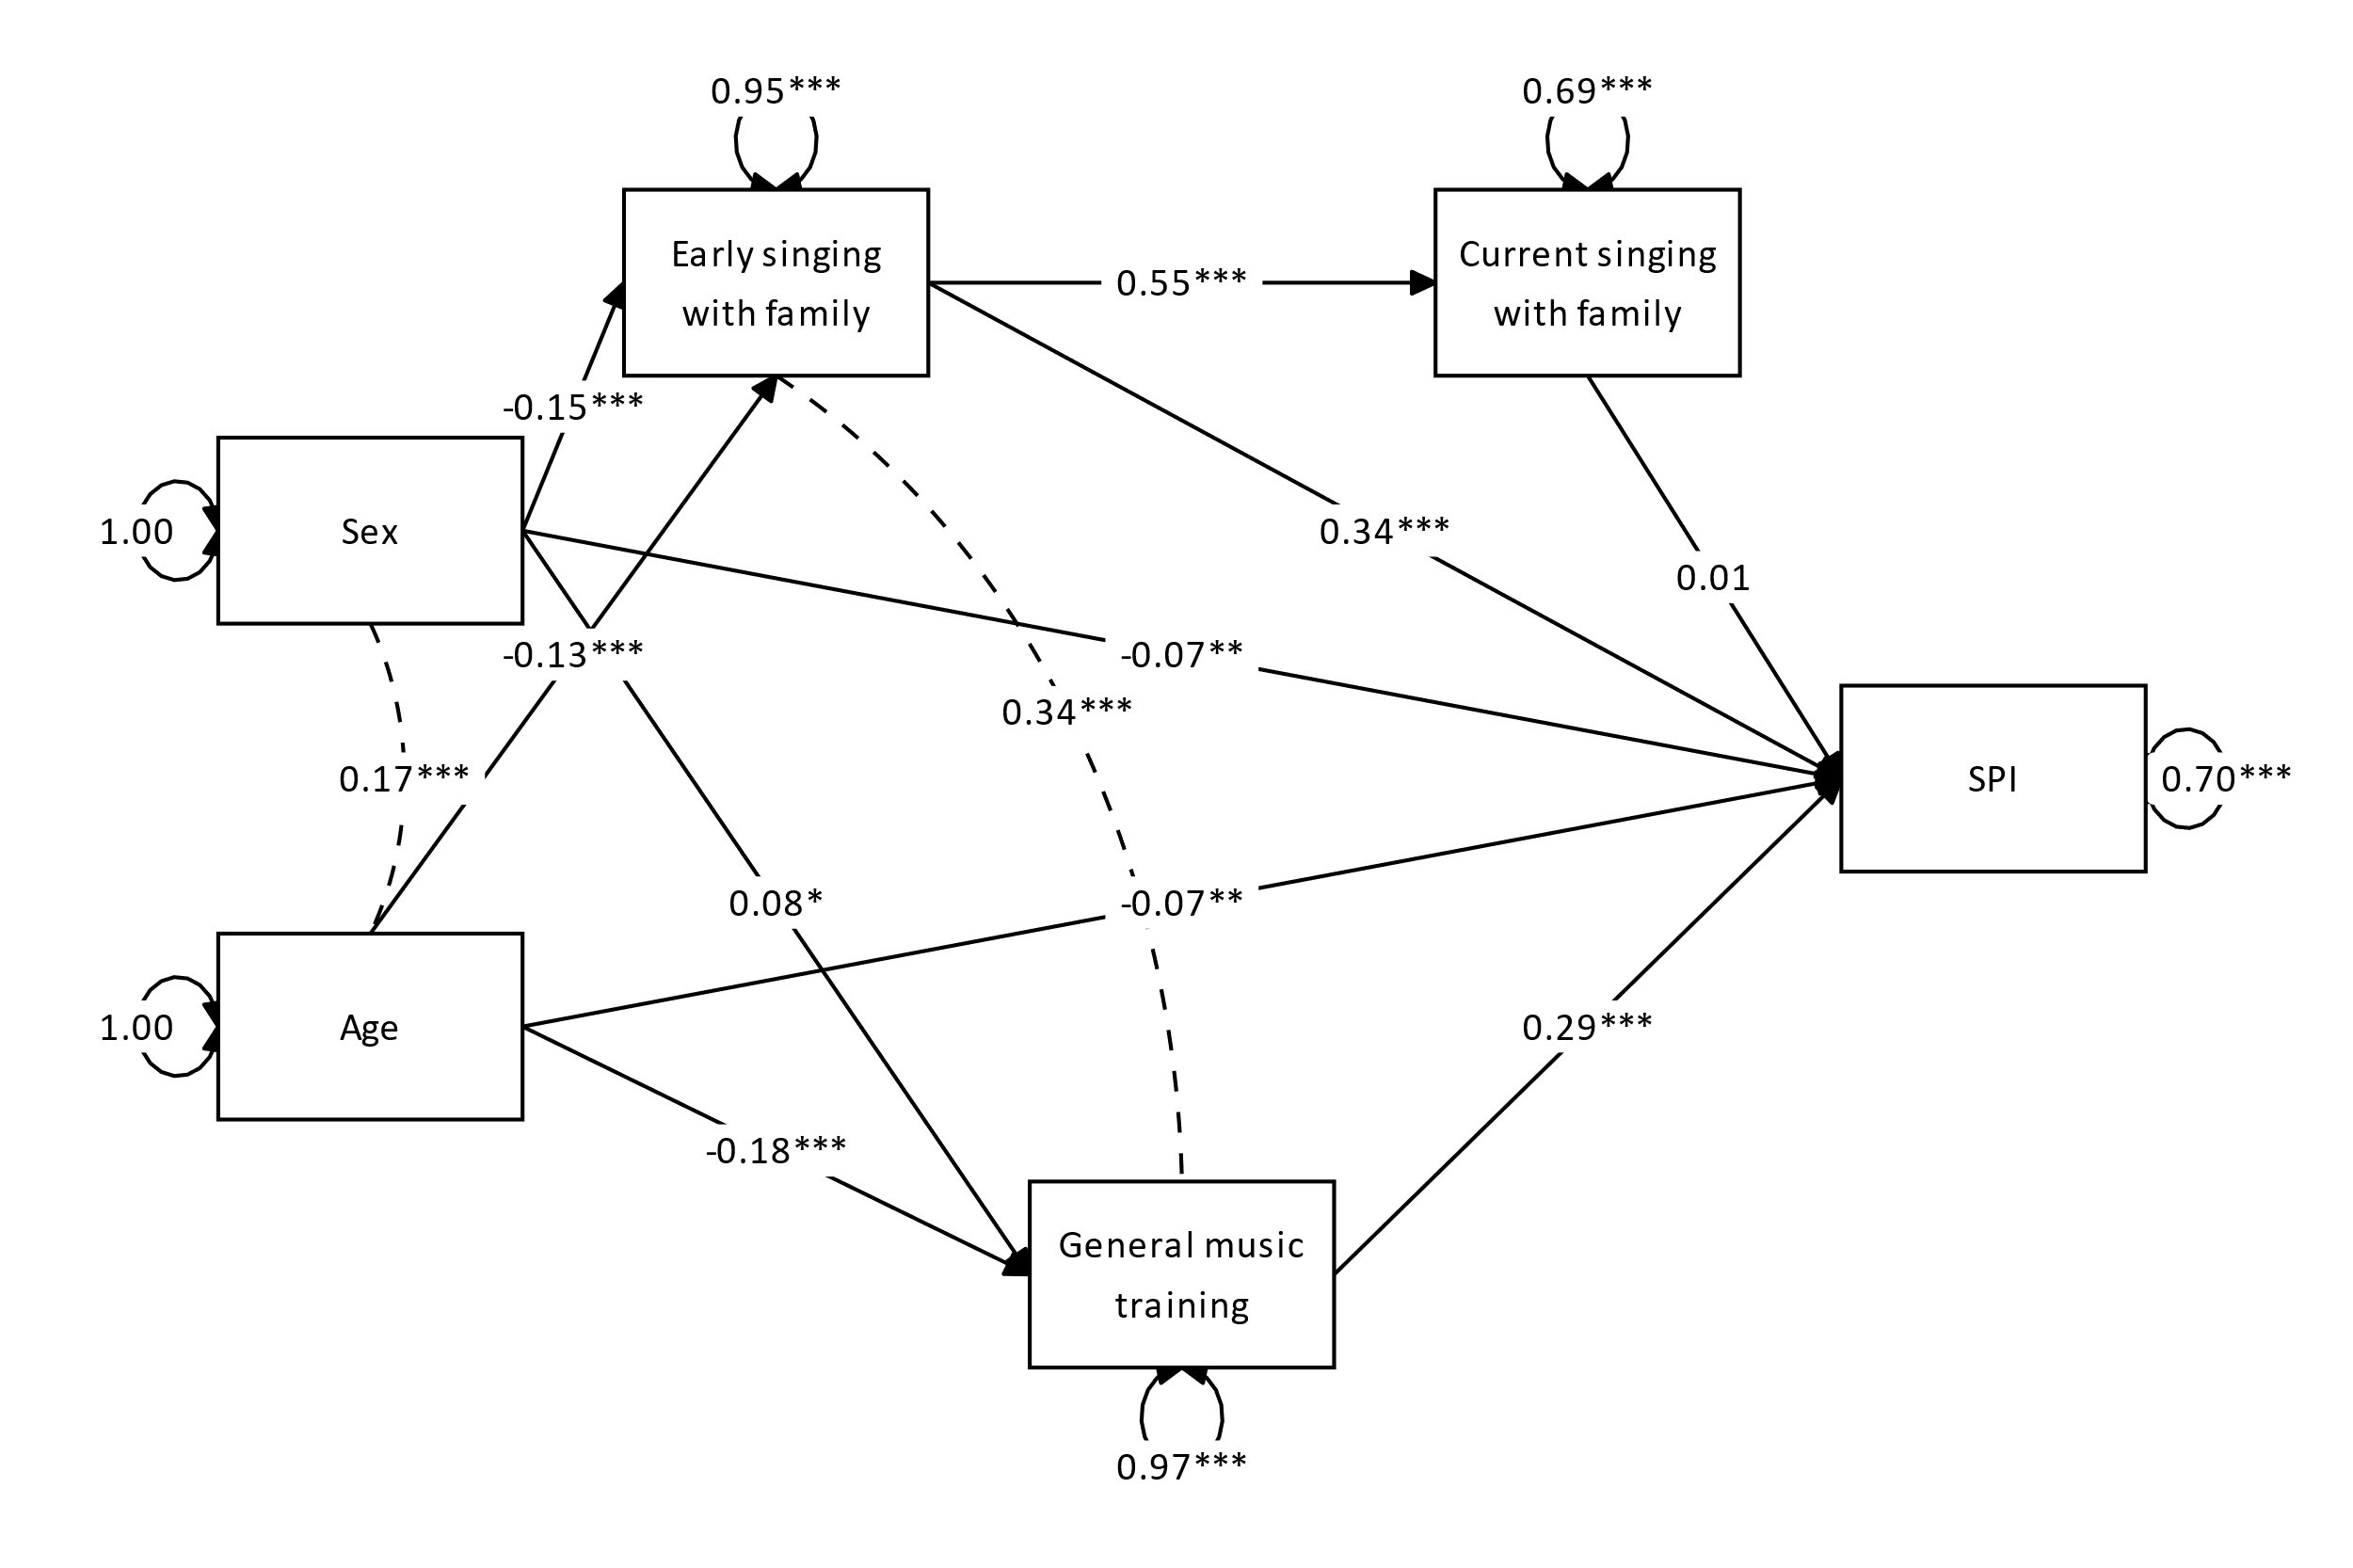 0.95***
0.69***
Early singing
with family
0.55***
Current singing
with family
-0.15***
1.00
Sex
0.34***
0.01
-0.13***
-0.07**
0.34***
0.17***
SPI
0.70***
0.08*
-0.07**
1.00
Age
0.29***
-0.18***
General music
training
0.97***